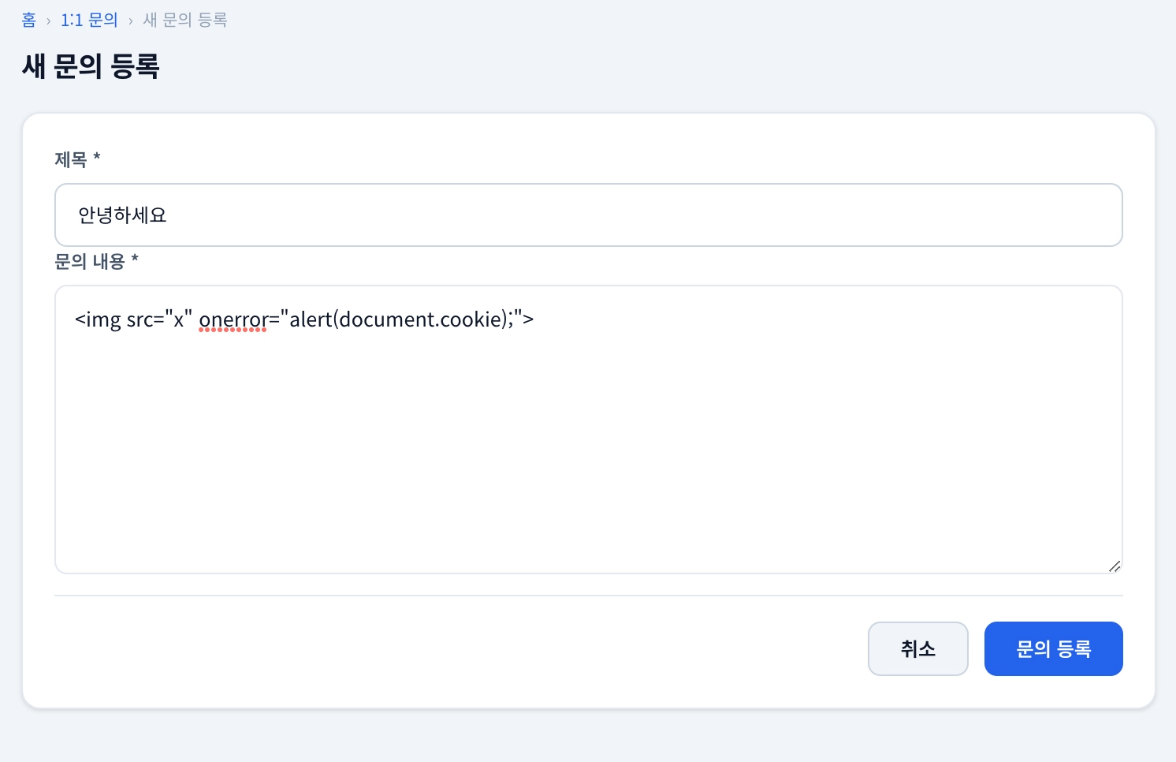 홈 › 1:1 문의 › 새 문의 등록
새 문의 등록
제목 *
안녕하세요
문의 내용 *
<img src="x" onerror="alert(document.cookie);">
취소 문의 등록